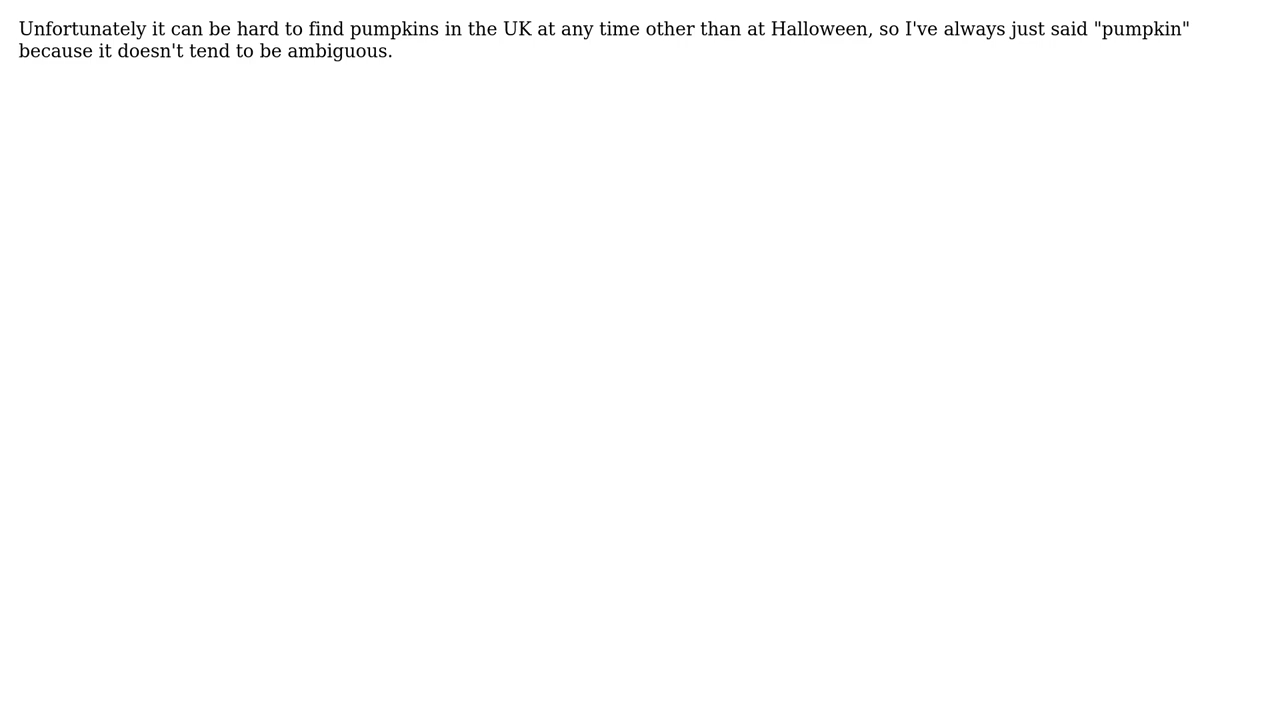 Unfortunately it can be hard to find pumpkins in the UK at any time other than at Halloween, so I've always just said "pumpkin"
because it doesn't tend to be ambiguous.